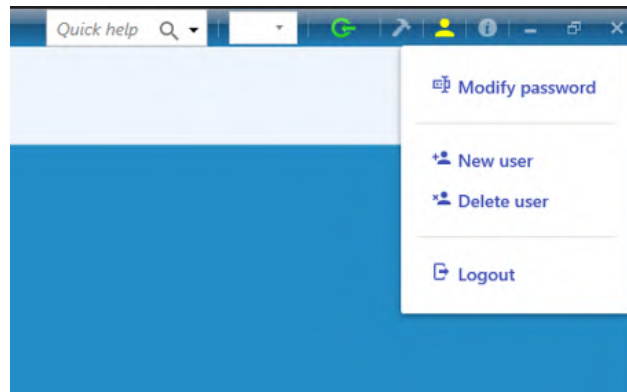 Quick help
Modify password
New user
Delete user
Logout